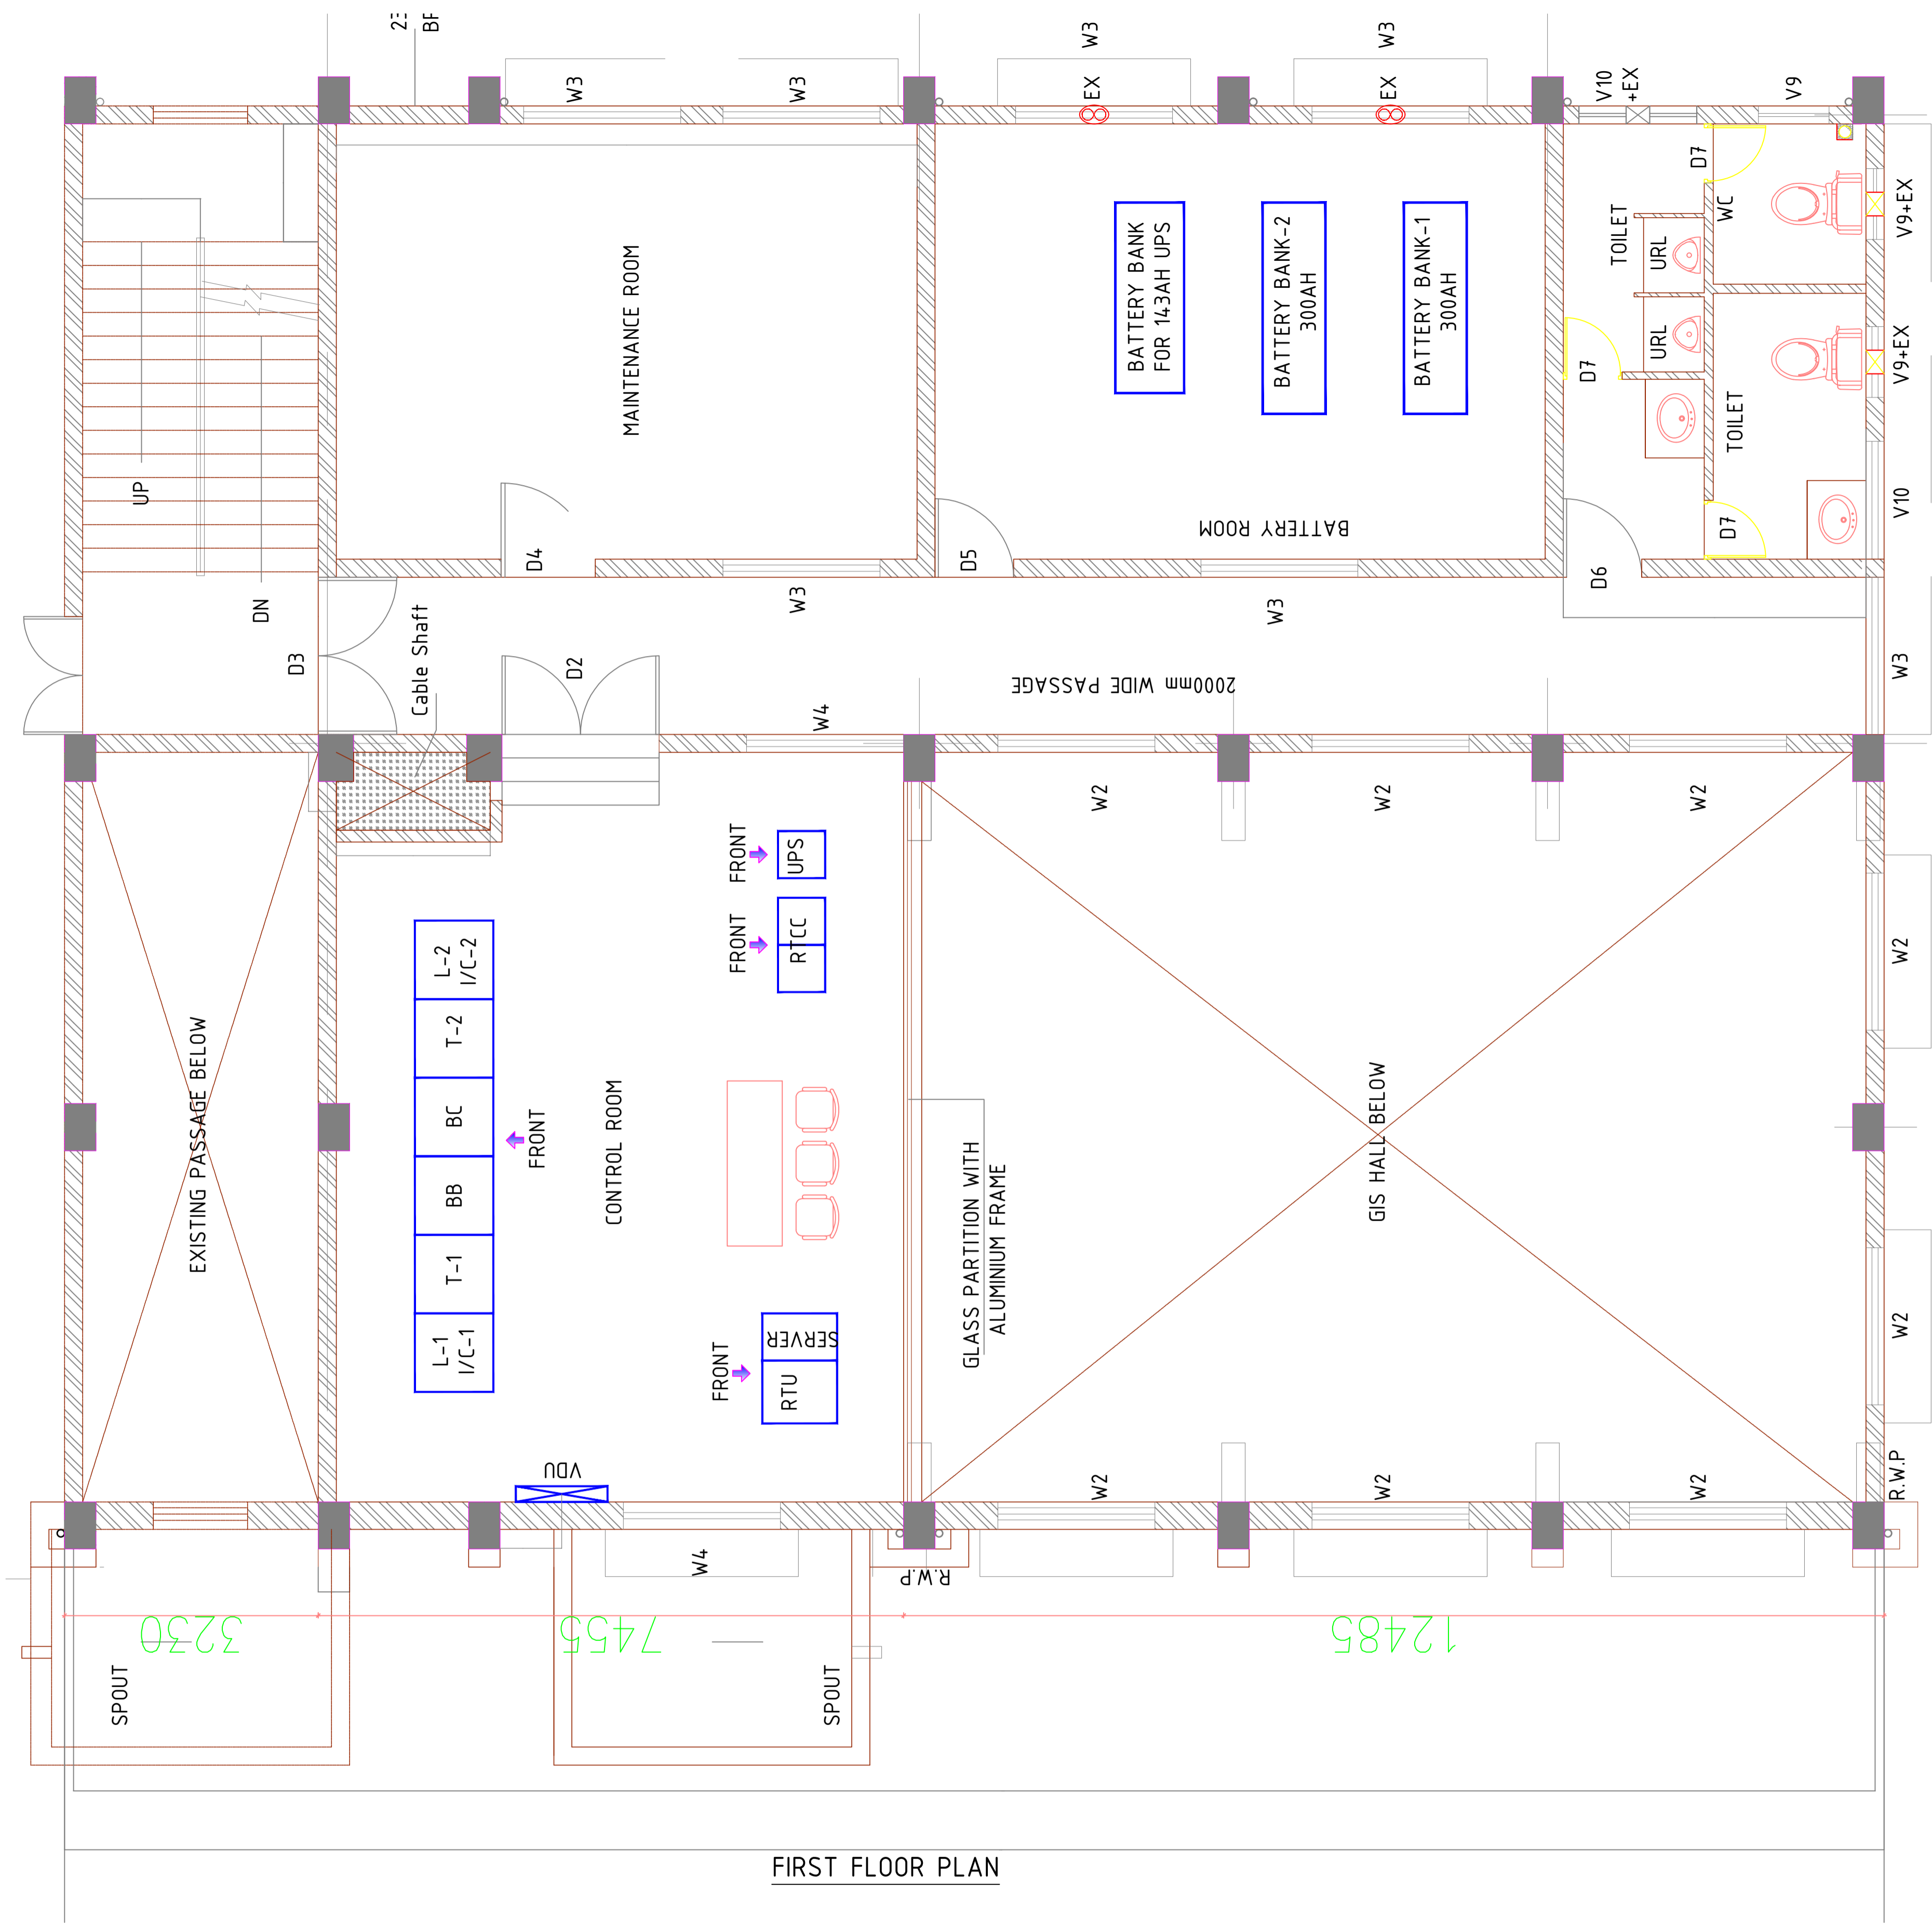 23
W3
W3
W3
W3
EX
EX
V10
+EX
V9
D7
TOILET
WC
URL
URL
V9+EX
V9+EX
MAINTENANCE ROOM
BATTERY BANK
FOR 143AH UPS
BATTERY BANK-2
300AH
BATTERY BANK-1
300AH
UP
D7
TOILET
V10
D7
BATTERY ROOM
D4
D5
D6
DN
D3
Cable Shaft
D2
W3
W3
W3
2000mm WIDE PASSAGE
W4
W2
W2
W2
FRONT
UPS
FRONT
RTCC
L-2
I/C-2
T-2
BC
BB
T-1
L-1
I/C-1
FRONT
CONTROL ROOM
EXISTING PASSAGE BELOW
GLASS PARTITION WITH
ALUMINIUM FRAME
GIS HALL BELOW
W2
W2
FRONT
SERVER
RTU
VDU
W2
W2
W2
R.W.P
W4
R.W.P
3230
7455
12485
SPOUT
SPOUT
FIRST FLOOR PLAN